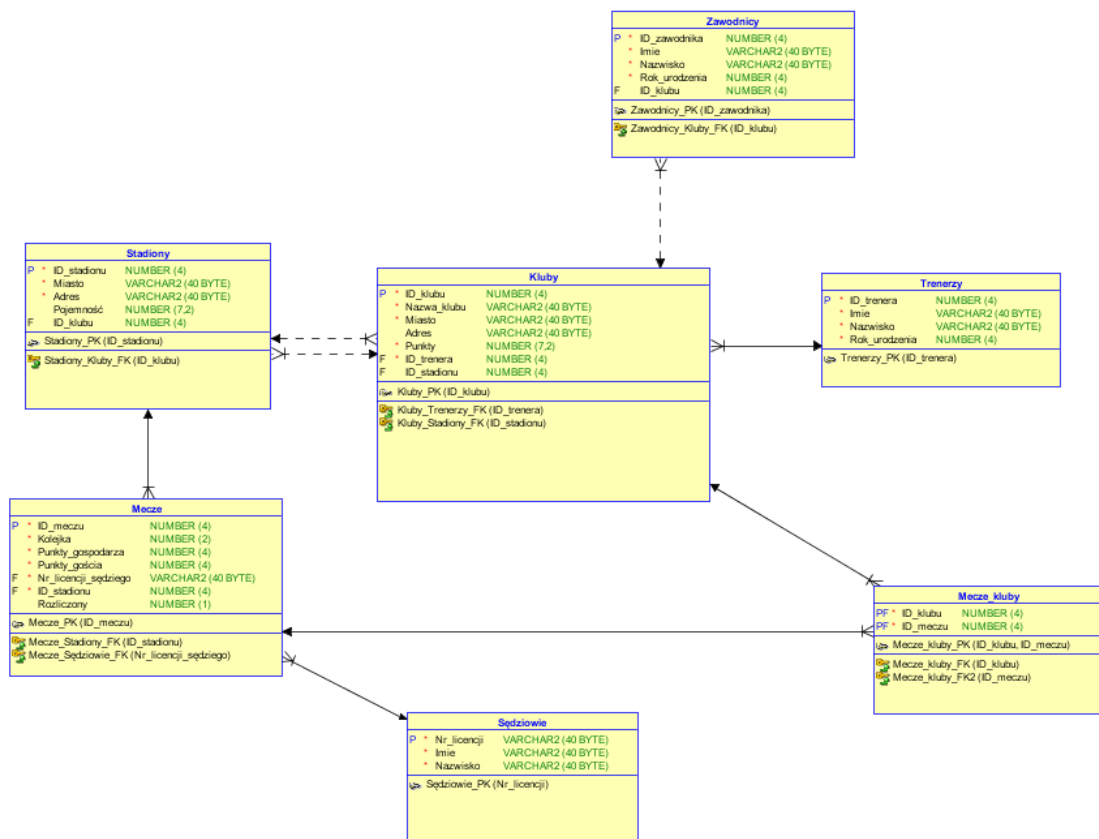 Zawodnicy
P * ID_zawodnika NUMBER (4)
* Imie VARCHAR2 (40 BYTE)
* Nazwisko VARCHAR2 (40 BYTE)
* Rok_urodzenia NUMBER (4)
F ID_klubu NUMBER (4)
Zawodnicy_PK (ID_zawodnika)
Zawodnicy_Kluby_FK (ID_klubu)
Stadiony
P * ID_stadionu NUMBER (4)
* Miasto VARCHAR2 (40 BYTE)
* Adres VARCHAR2 (40 BYTE)
Pojemność NUMBER (7,2)
F ID_klubu NUMBER (4)
Stadiony_PK (ID_stadionu)
Stadiony_Kluby_FK (ID_klubu)
Kluby
P * ID_klubu NUMBER (4)
* Nazwa_klubu VARCHAR2 (40 BYTE)
* Miasto VARCHAR2 (40 BYTE)
Adres VARCHAR2 (40 BYTE)
* Punkty NUMBER (7,2)
F * ID_trenera NUMBER (4)
F ID_stadionu NUMBER (4)
Kluby_PK (ID_klubu)
Kluby_Trenerzy_FK (ID_trenera)
Kluby_Stadiony_FK (ID_stadionu)
Trenerzy
P * ID_trenera NUMBER (4)
* Imie VARCHAR2 (40 BYTE)
* Nazwisko VARCHAR2 (40 BYTE)
* Rok_urodzenia NUMBER (4)
Trenerzy_PK (ID_trenera)
Mecze
P * ID_meczu NUMBER (4)
* Kolejka NUMBER (2)
* Punkty_gospodarza NUMBER (4)
* Punkty_gościa NUMBER (4)
F * Nr_licencji_sędziego VARCHAR2 (40 BYTE)
F * ID_stadionu NUMBER (4)
Rozliczony NUMBER (1)
Mecze_PK (ID_meczu)
Mecze_Stadiony_FK (ID_stadionu)
Mecze_Sędziowie_FK (Nr_licencji_sędziego)
Mecze_kluby
PF * ID_klubu NUMBER (4)
PF * ID_meczu NUMBER (4)
Mecze_kluby_PK (ID_klubu, ID_meczu)
Mecze_kluby_FK (ID_klubu)
Mecze_kluby_FK2 (ID_meczu)
Sędziowie
P * Nr_licencji VARCHAR2 (40 BYTE)
* Imie VARCHAR2 (40 BYTE)
* Nazwisko VARCHAR2 (40 BYTE)
Sędziowie_PK (Nr_licencji)